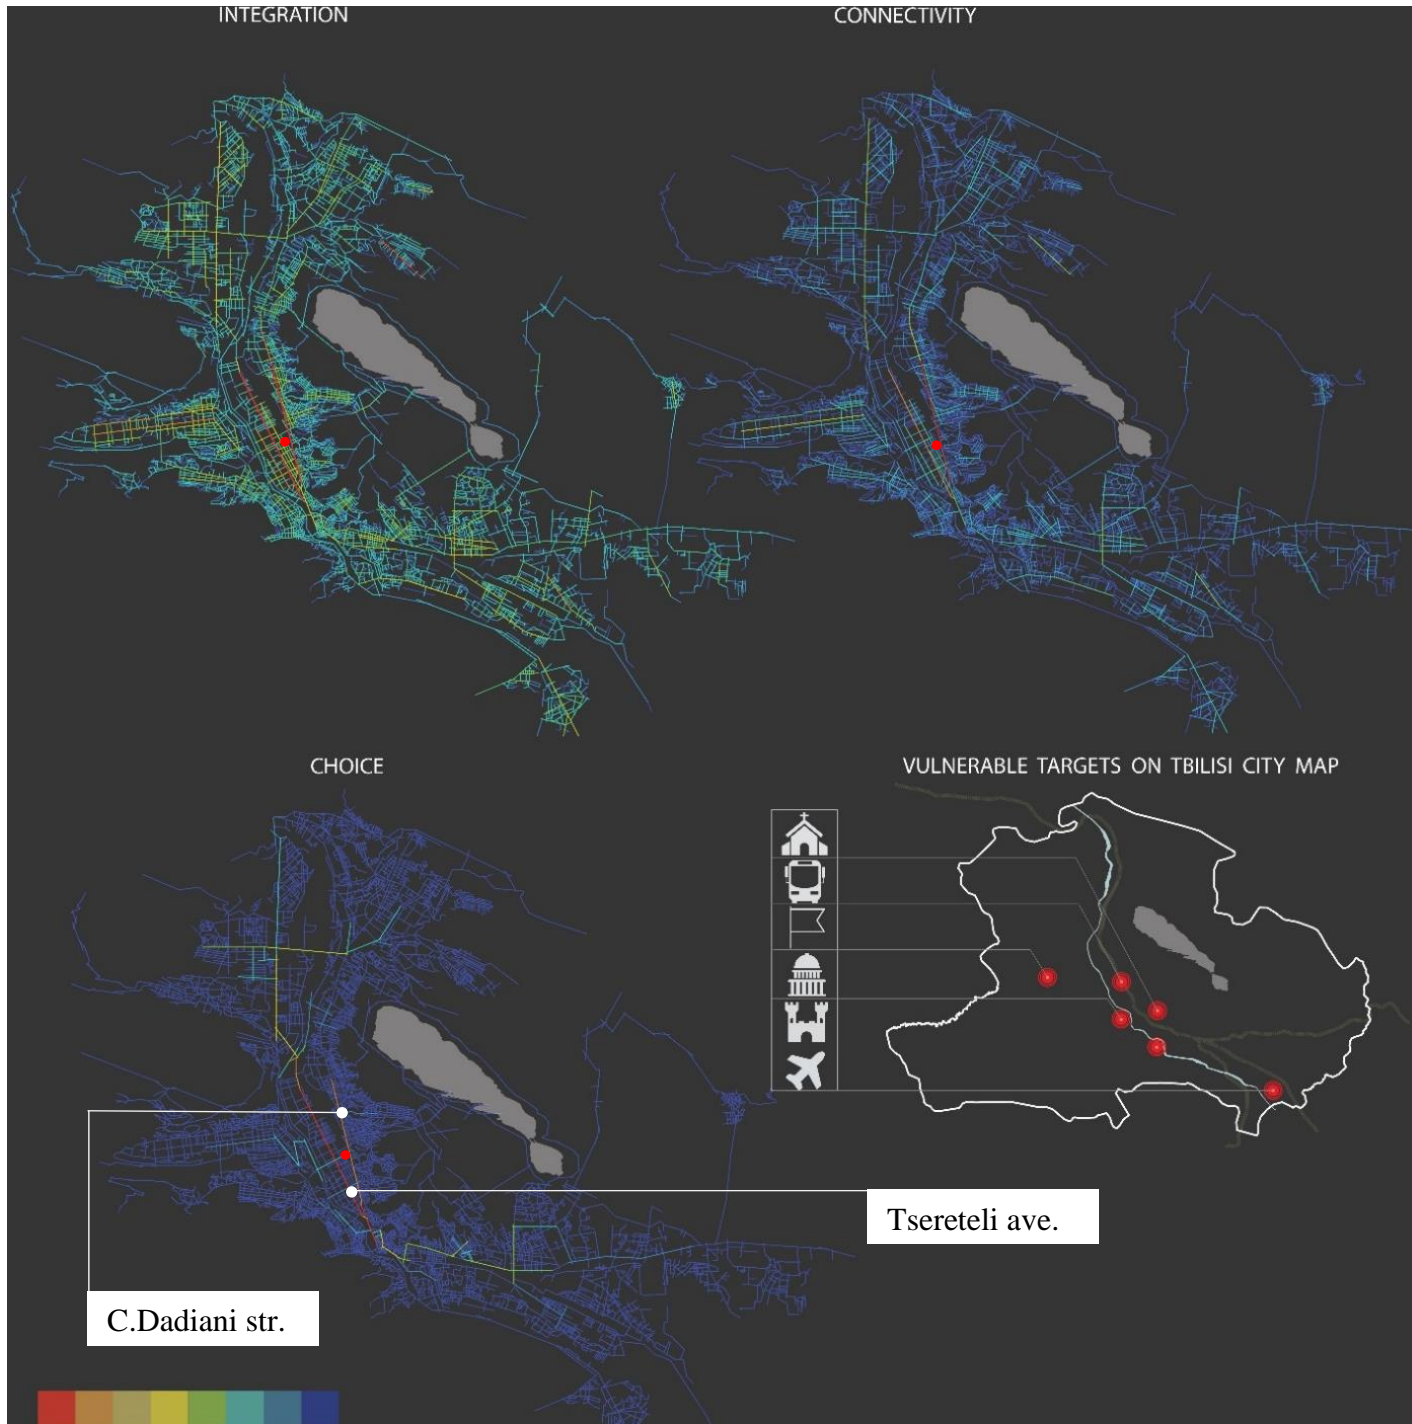 INTEGRATION
CONNECTIVITY
CHOICE
VULNERABLE TARGETS ON TBILISI CITY MAP
Tsereteli ave.
C.Dadiani str.